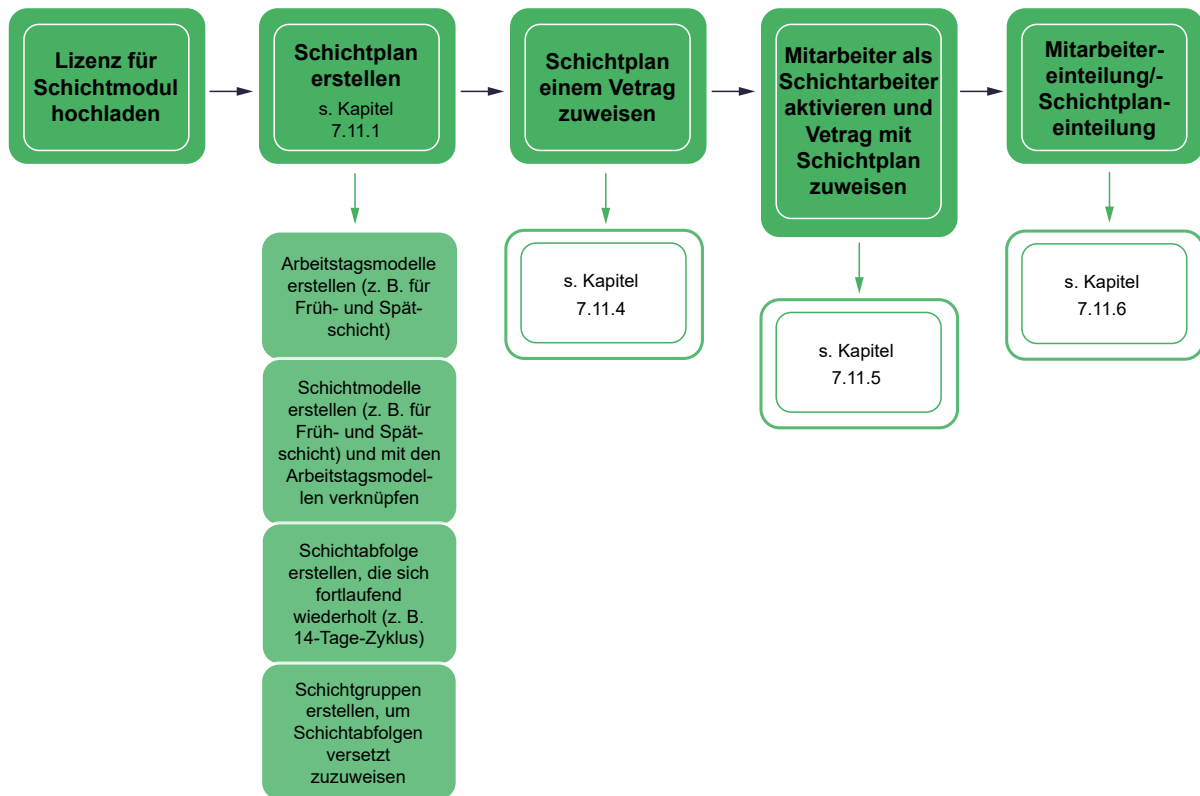 Lizenz für
Schichtmodul
hochladen
Schichtplan
erstellen
s. Kapitel
7.11.1
Schichtplan
einem Vetrag
zuweisen
Mitarbeiter als
Schichtarbeiter
aktivieren und
Vetrag mit
Schichtplan
zuweisen
Mitarbeiter-
einteilung/-
Schichtplan-
einteilung
Arbeitstagsmodelle
erstellen (z. B. für
Früh- und Spät-
schicht)
Schichtmodelle
erstellen (z. B. für
Früh- und Spät-
schicht) und mit den
Arbeitstagsmodel-
len verknüpfen
Schichtabfolge
erstellen, die sich
fortlaufend
wiederholt (z. B.
14-Tage-Zyklus)
Schichtgruppen
erstellen, um
Schichtabfolgen
versetzt
zuzuweisen
s. Kapitel
7.11.4
s. Kapitel
7.11.5
s. Kapitel
7.11.6